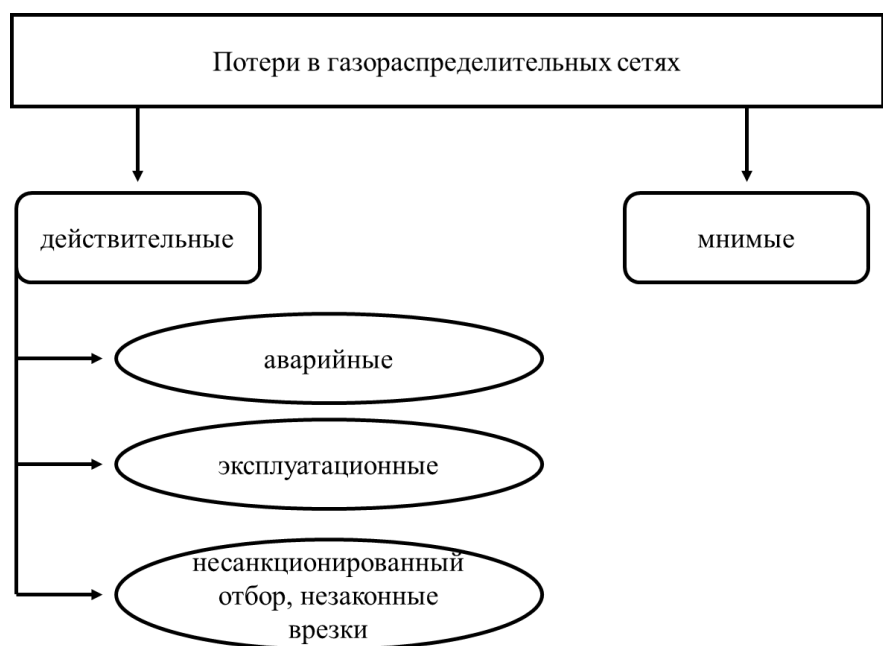 Потери в газораспределительных сетях
действительные
мнимые
аварийные
эксплуатационные
несанкционированный
отбор, незаконные
врезки